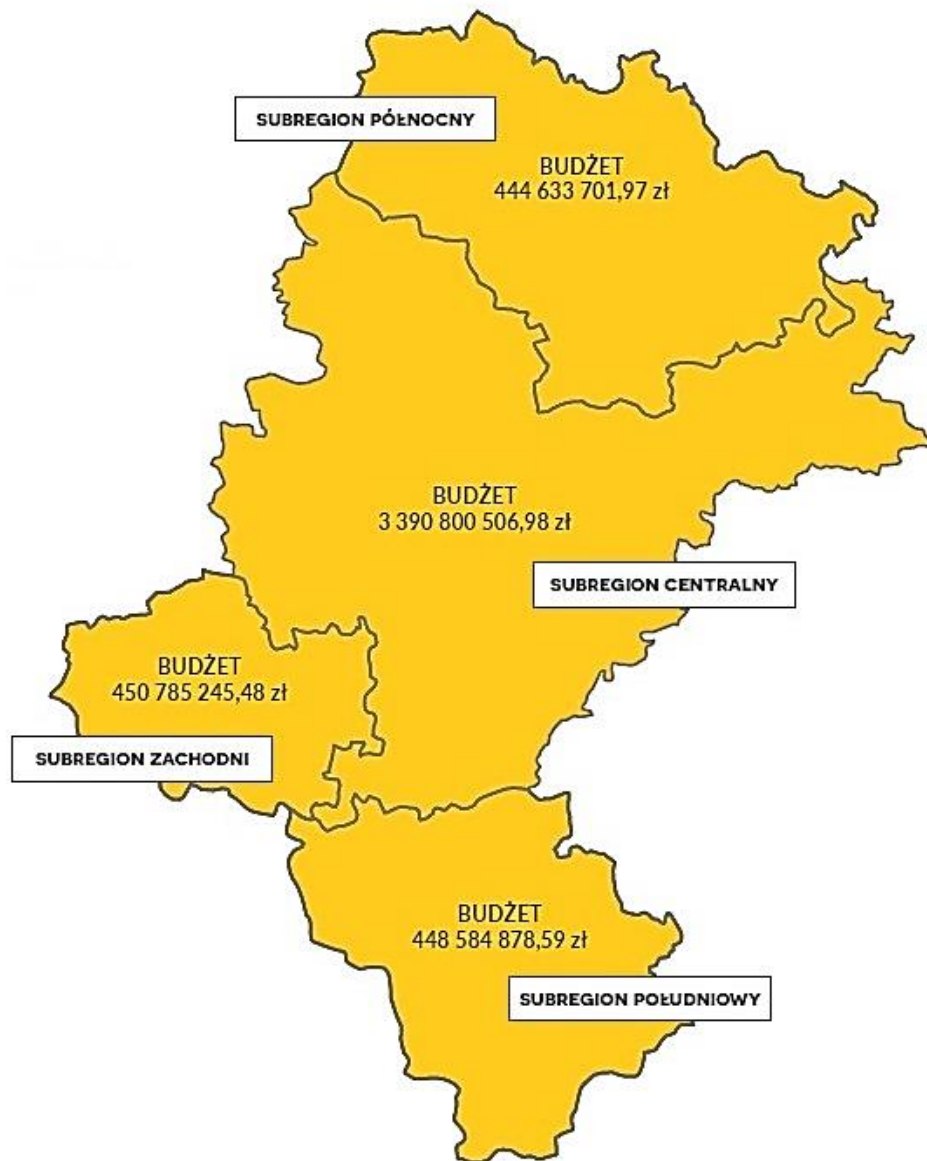 SUBREGION PÓŁNOCNY
BUDŻET
444 633 701,97 zł
BUDŻET
3 390 800 506,98 zł
SUBREGION CENTRALNY
BUDŻET
450 785 245,48 zł
SUBREGION ZACHODNI
BUDŻET
448 584 878,59 zł
SUBREGION POŁUDNIOWY